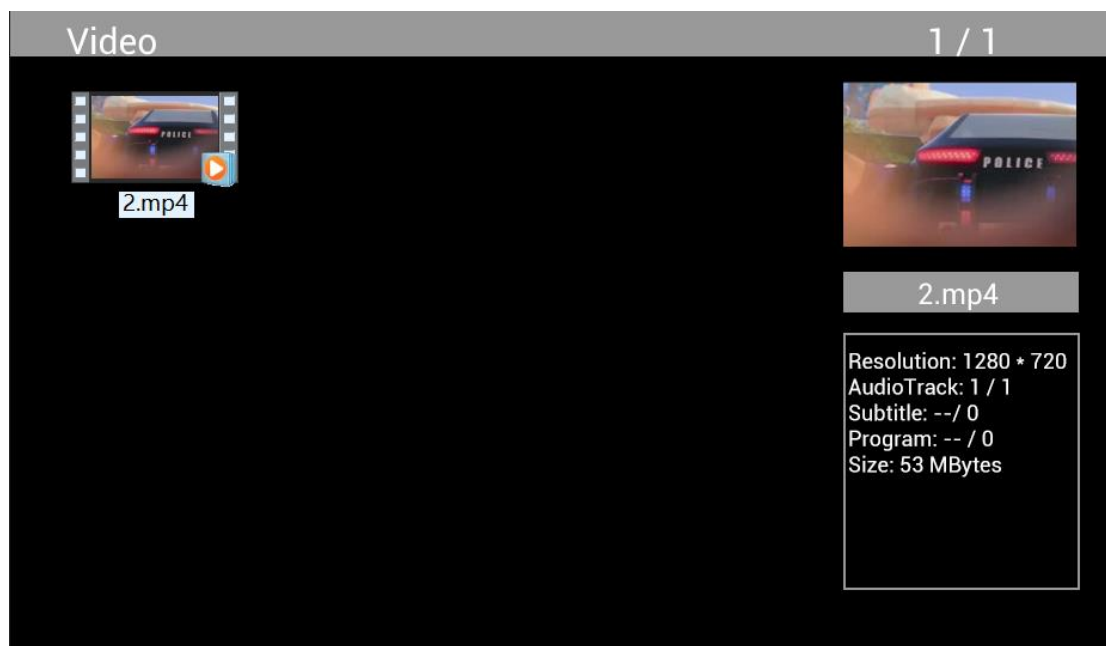 Video
1 / 1
POLICE
2.mp4
POLICE
2.mp4
Resolution: 1280 * 720
AudioTrack: 1 / 1
Subtitle: --/ 0
Program: -- / 0
Size: 53 MBytes